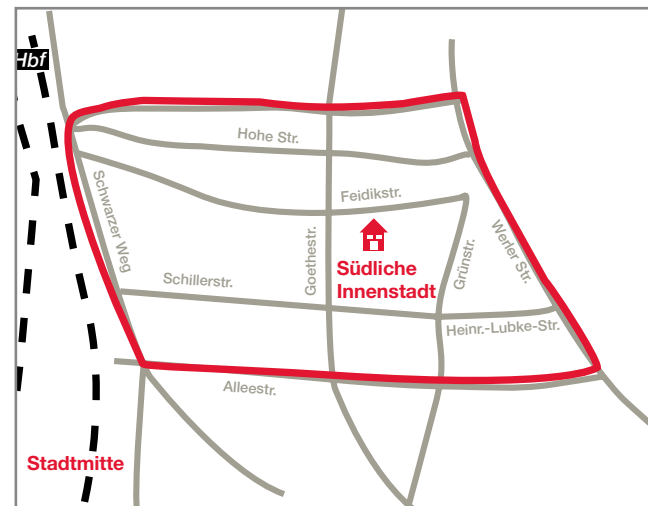 Hbf
Hohe Str.
Schwarzer Weg
Feidikstr.
Goethestr.
Grünstr.
Werler Str.
Südliche
Innenstadt
Schillerstr.
Heinr.-Lubke-Str.
Alleestr.
Stadtmitte